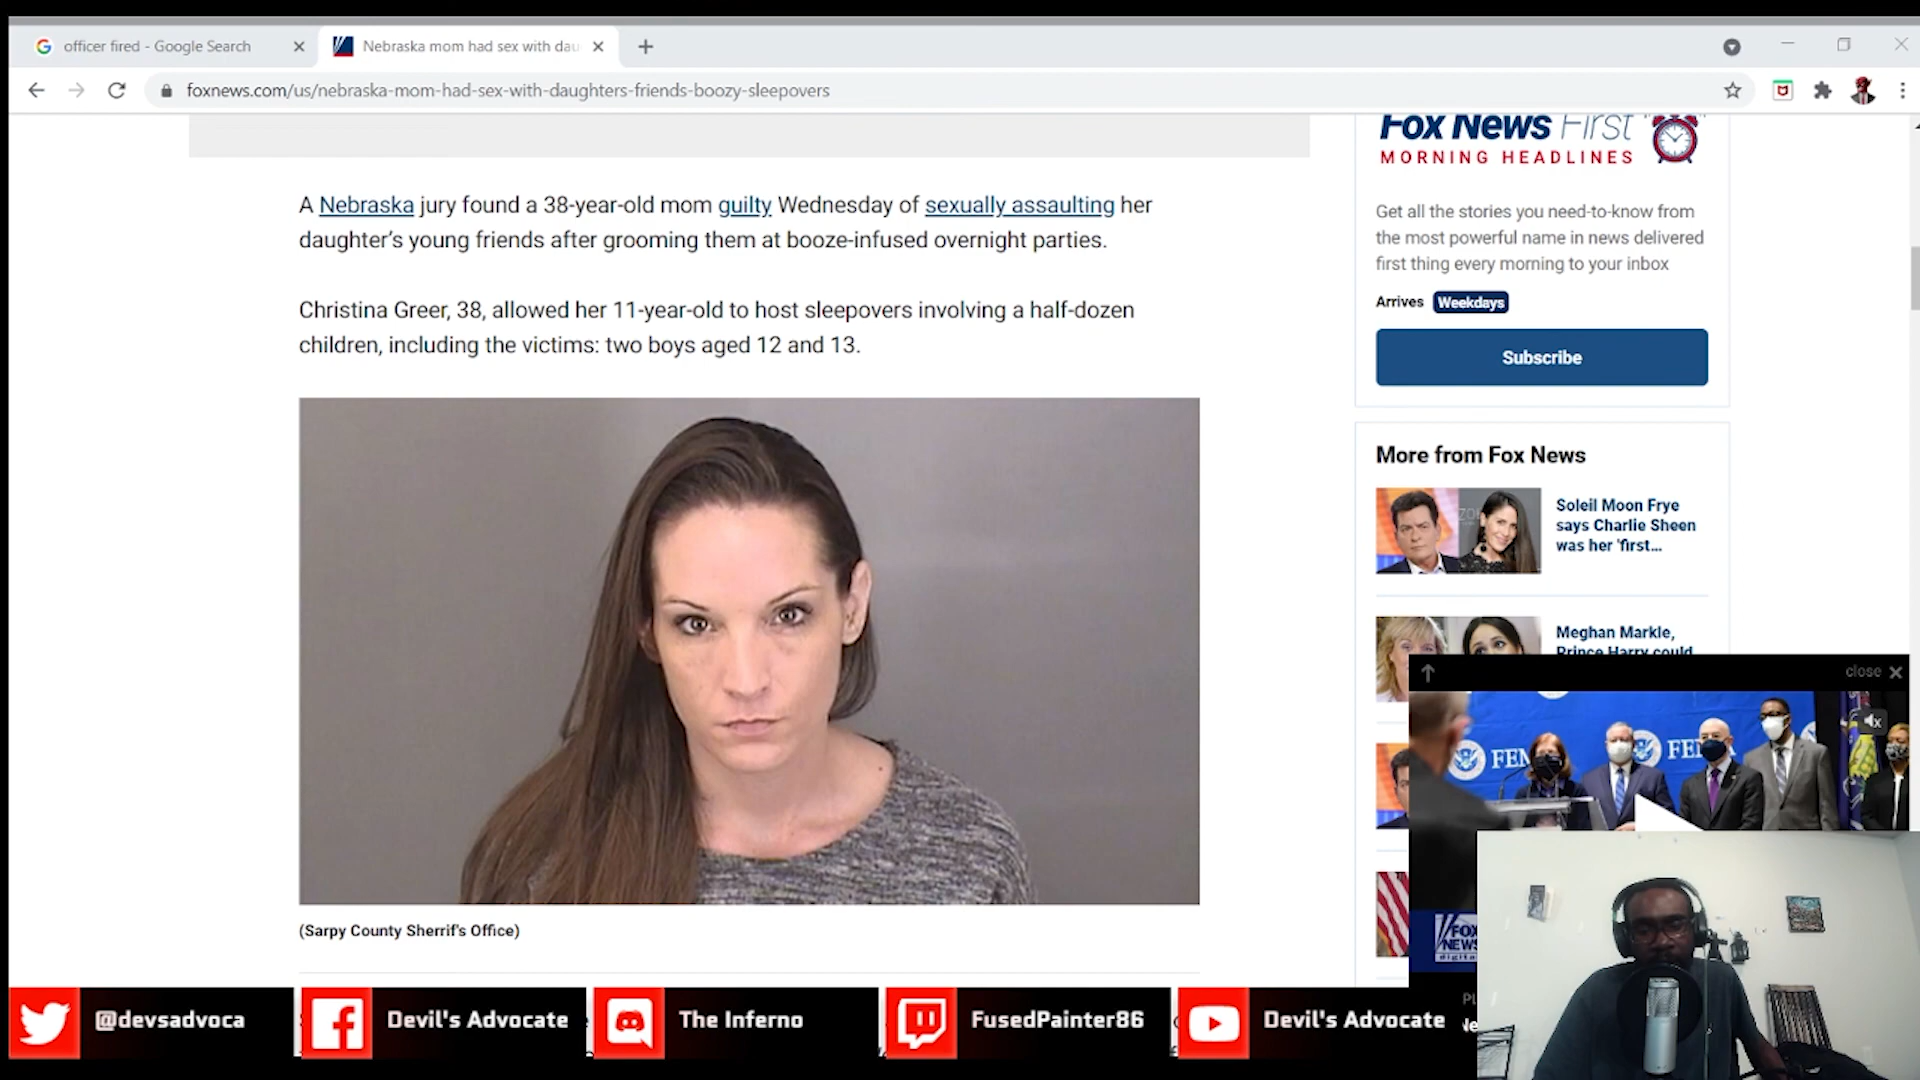 officer fired - Google Search
Nebraska mom had sex with dau
foxnews.com/us/nebraska-mom-had-sex-with-daughters-friends-boozy-sleepovers
A Nebraska jury found a 38-year-old mom guilty Wednesday of sexually assaulting her
daughter's young friends after grooming them at booze-infused overnight parties.
Christina Greer, 38, allowed her 11-year-old to host sleepovers involving a half-dozen
children, including the victims: two boys aged 12 and 13.
(Sarpy County Sherrif's Office)
Fox News First
MORNING HEADLINES
Get all the stories you need-to-know from
the most powerful name in news delivered
first thing every morning to your inbox
Arrives Weekdays
Subscribe
More from Fox News
Soleil Moon Frye
says Charlie Sheen
was her 'first...
Meghan Markle,
Prince Harry could
close
FEM
FEM
FOX
NEWS
digital
@devsadvoca
Devil's Advocate
The Inferno
FusedPainter86
Devil's Advocate